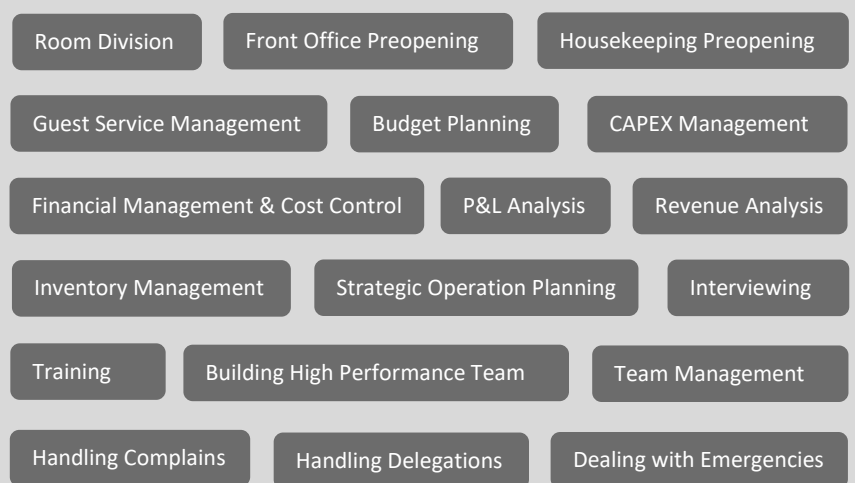 Room Division Front Office Preopening Housekeeping Preopening
Guest Service Management Budget Planning CAPEX Management
Financial Management & Cost Control P&L Analysis Revenue Analysis
Inventory Management Strategic Operation Planning Interviewing
Training Building High Performance Team Team Management
Handling Complains Handling Delegations Dealing with Emergencies